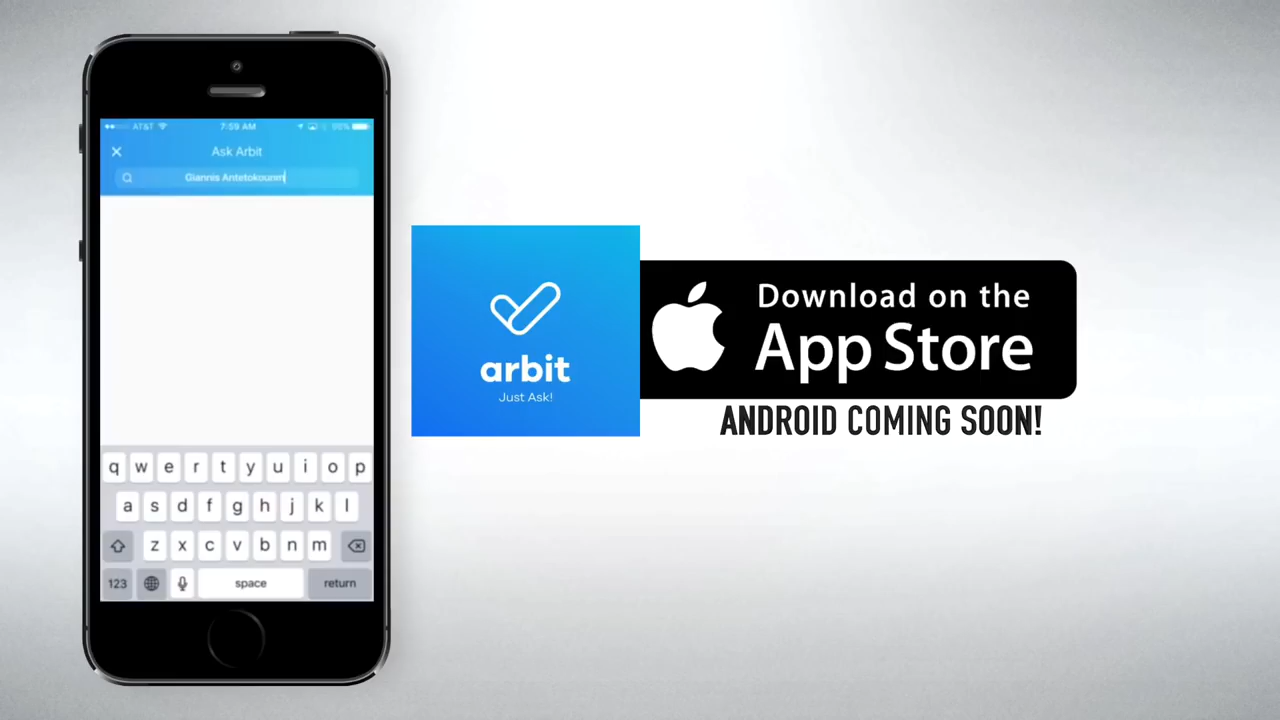 AT&T 7:59 AM
Ask Arbit
Giannis Antetokounm
q w e r t y u i o p
a s d f g h j k l
z x c v b n m
123 space return
arbit
Just Ask!
Download on the
App Store
ANDROID COMING SOON!